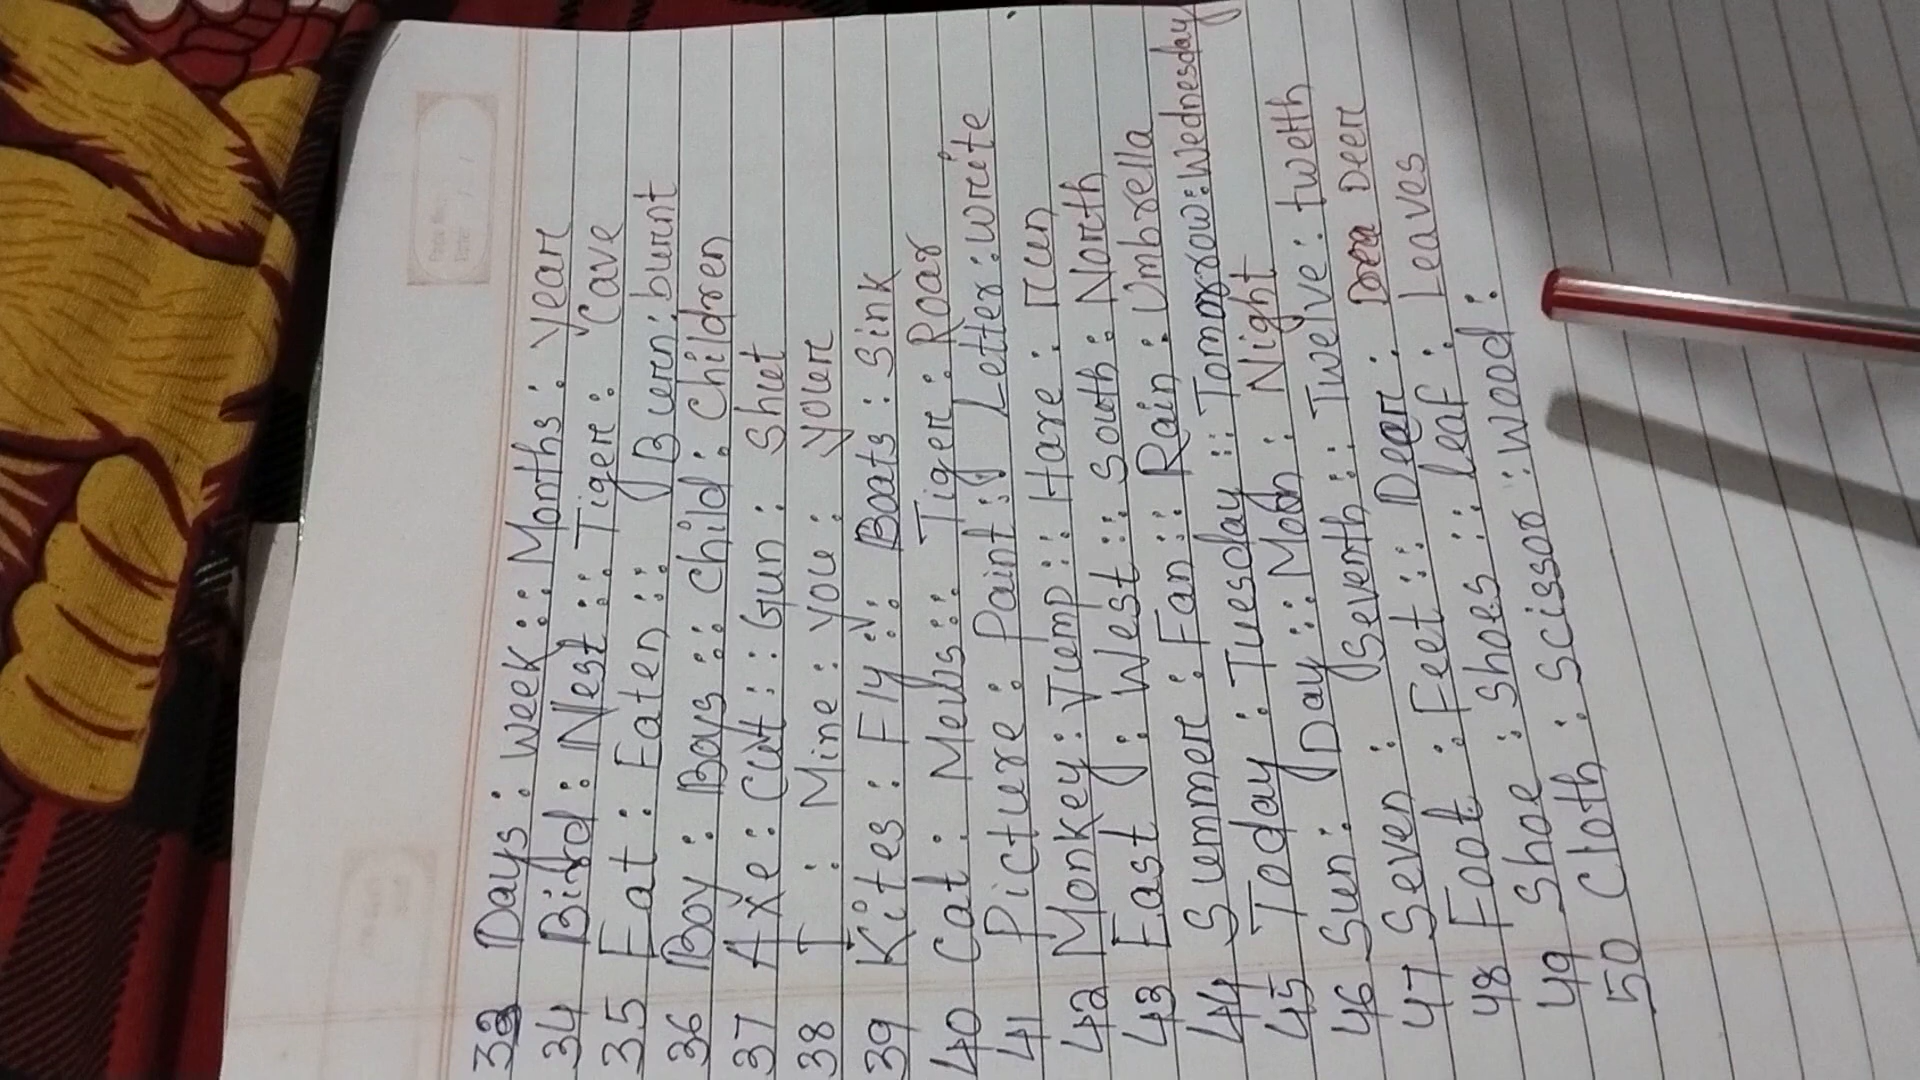 33 Days : Week :: Months : Year
34 Bird : Nest :: Tiger : Cave
35 Eat : Eaten :: Burn : burnt
36 Boy : Boys :: Child : Children
37 Axe : Cut :: Gun : Shut
38 I : Mine : You : Your
39 Kites : Fly :: Boats : Sink
40 Cat : Mews :: Tiger : Roar
41 Picture : Paint :: Letter : Write
42 Monkey : Jump :: Hare : run
43 East : West :: South : North
44 Summer : Fan :: Rain : Umbrella
45 Today : Tuesday :: Tomorrow : Wednesday
46 Sun : Day :: Moon : Night
47 Seven : Seventh :: Twelve : twelth
48 Foot : Feet :: Dear : Deer
49 Shoe : Shoes :: leaf : Leaves
50 Cloth : Scissor :: Wood :